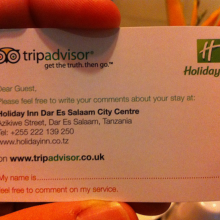 tripadvisor®
get the truth. then go.™
H
Holiday
Dear Guest,
Please feel free to write your comments about your stay at:
Holiday Inn Dar Es Salaam City Centre
Azikiwe Street, Dar Es Salaam, Tanzania
Tel: +255 222 139 250
www.holidayinn.co.tz
on www.tripadvisor.co.uk
My name is
feel free to comment on my service.